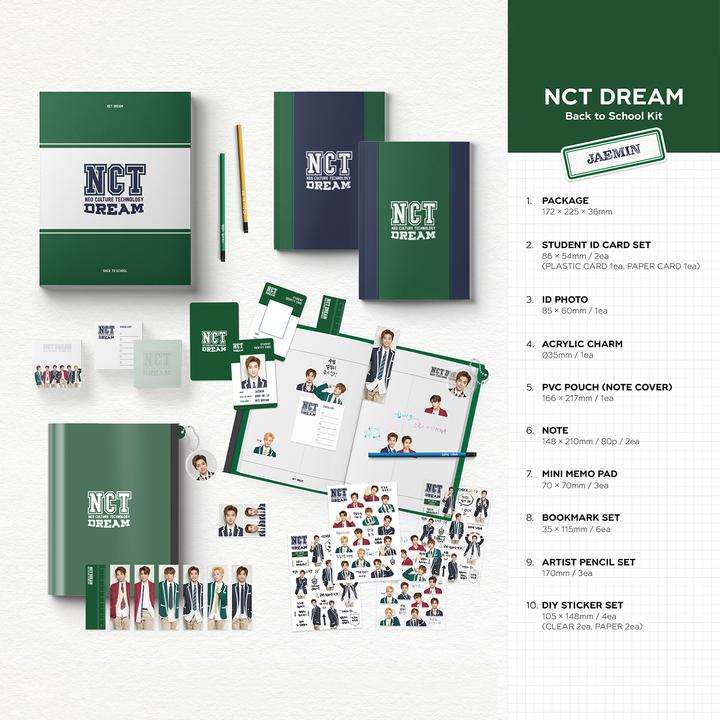 NCT DREAM
NCT
NEO CULTURE TECHNOLOGY
DREAM
BACK TO SCHOOL
NCT
NEO CULTURE TECHNOLOGY
DREAM
NCT
NEO CULTURE TECHNOLOGY
DREAM
NCT
DREAM
NCT
NEO CULTURE TECHNOLOGY
DREAM
NCT DREAM
Back to School Kit
JAEMIN
1. PACKAGE
172 × 225 × 36mm
2. STUDENT ID CARD SET
86 × 54mm / 2ea
(PLASTIC CARD 1ea, PAPER CARD 1ea)
3. ID PHOTO
85 × 60mm / 1ea
4. ACRYLIC CHARM
Ø35mm / 1ea
5. PVC POUCH (NOTE COVER)
166 × 217mm / 1ea
6. NOTE
148 × 210mm / 80p / 2ea
7. MINI MEMO PAD
70 × 70mm / 3ea
8. BOOKMARK SET
35 × 115mm / 6ea
9. ARTIST PENCIL SET
170mm / 3ea
10. DIY STICKER SET
105 × 148mm / 4ea
(CLEAR 2ea, PAPER 2ea)